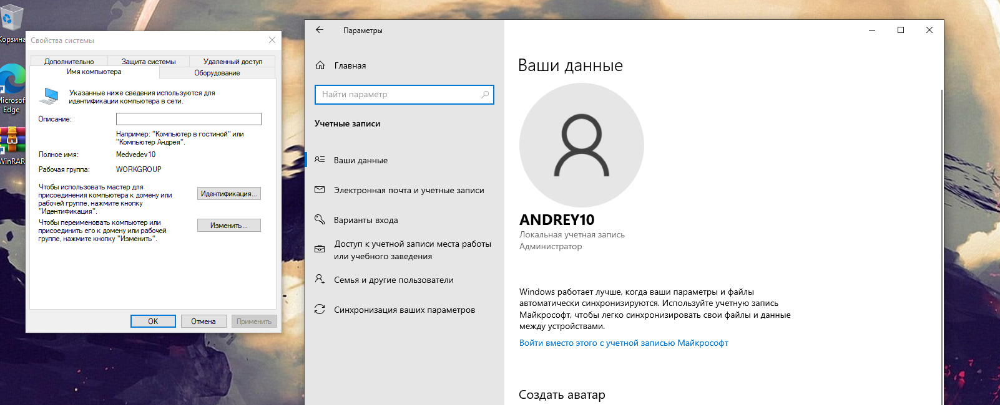 Корзина
Microsof
Edge
WinRAR
Свойства системы
Дополнительно
Защита системы
Удаленный доступ
Имя компьютера
Оборудование
Указанные ниже сведения используются для
идентификации компьютера в сети.
Описание:
Например: "Компьютер в гостиной" или
"Компьютер Андрея".
Полное имя:
Medvedev10
Рабочая группа:
WORKGROUP
Чтобы использовать мастер для
присоединения компьютера к домену или
рабочей группе, нажмите кнопку
"Идентификация".
Идентификация...
Чтобы переименовать компьютер или
присоединить его к домену или рабочей
группе, нажмите кнопку "Изменить".
Изменить...
ОК
Отмена
Применить
Параметры
Главная
Найти параметр
Учетные записи
Ваши данные
Электронная почта и учетные записи
Варианты входа
Доступ к учетной записи места работы
или учебного заведения
Семья и другие пользователи
Синхронизация ваших параметров
Ваши данные
ANDREY10
Локальная учетная запись
Администратор
Windows работает лучше, когда ваши параметры и файлы
автоматически синхронизируются. Используйте учетную запись
Майкрософт, чтобы легко синхронизировать свои файлы и данные
между устройствами.
Войти вместо этого с учетной записью Майкрософт
Создать аватар